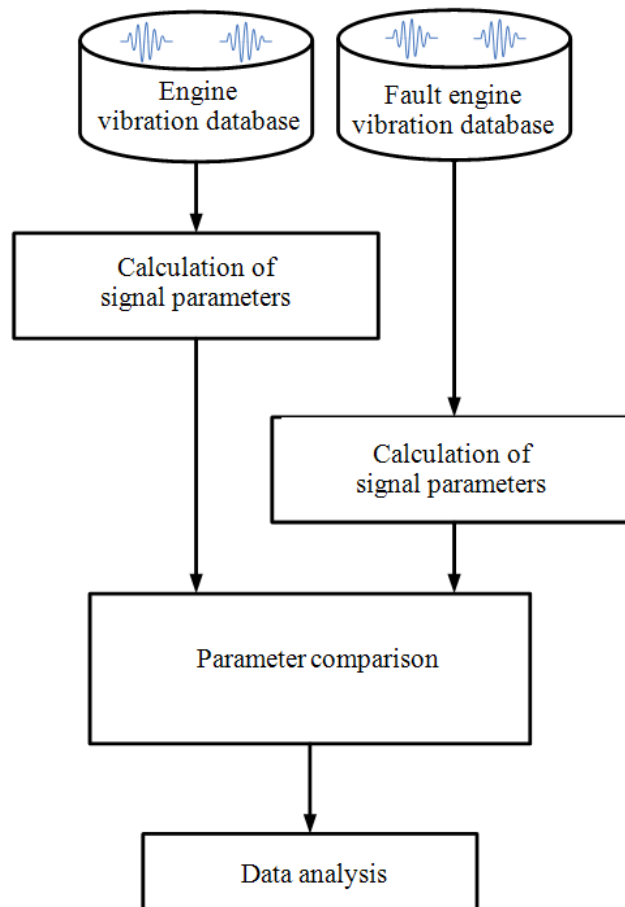 Engine
vibration database
Fault engine
vibration database
Calculation of
signal parameters
Calculation of
signal parameters
Parameter comparison
Data analysis